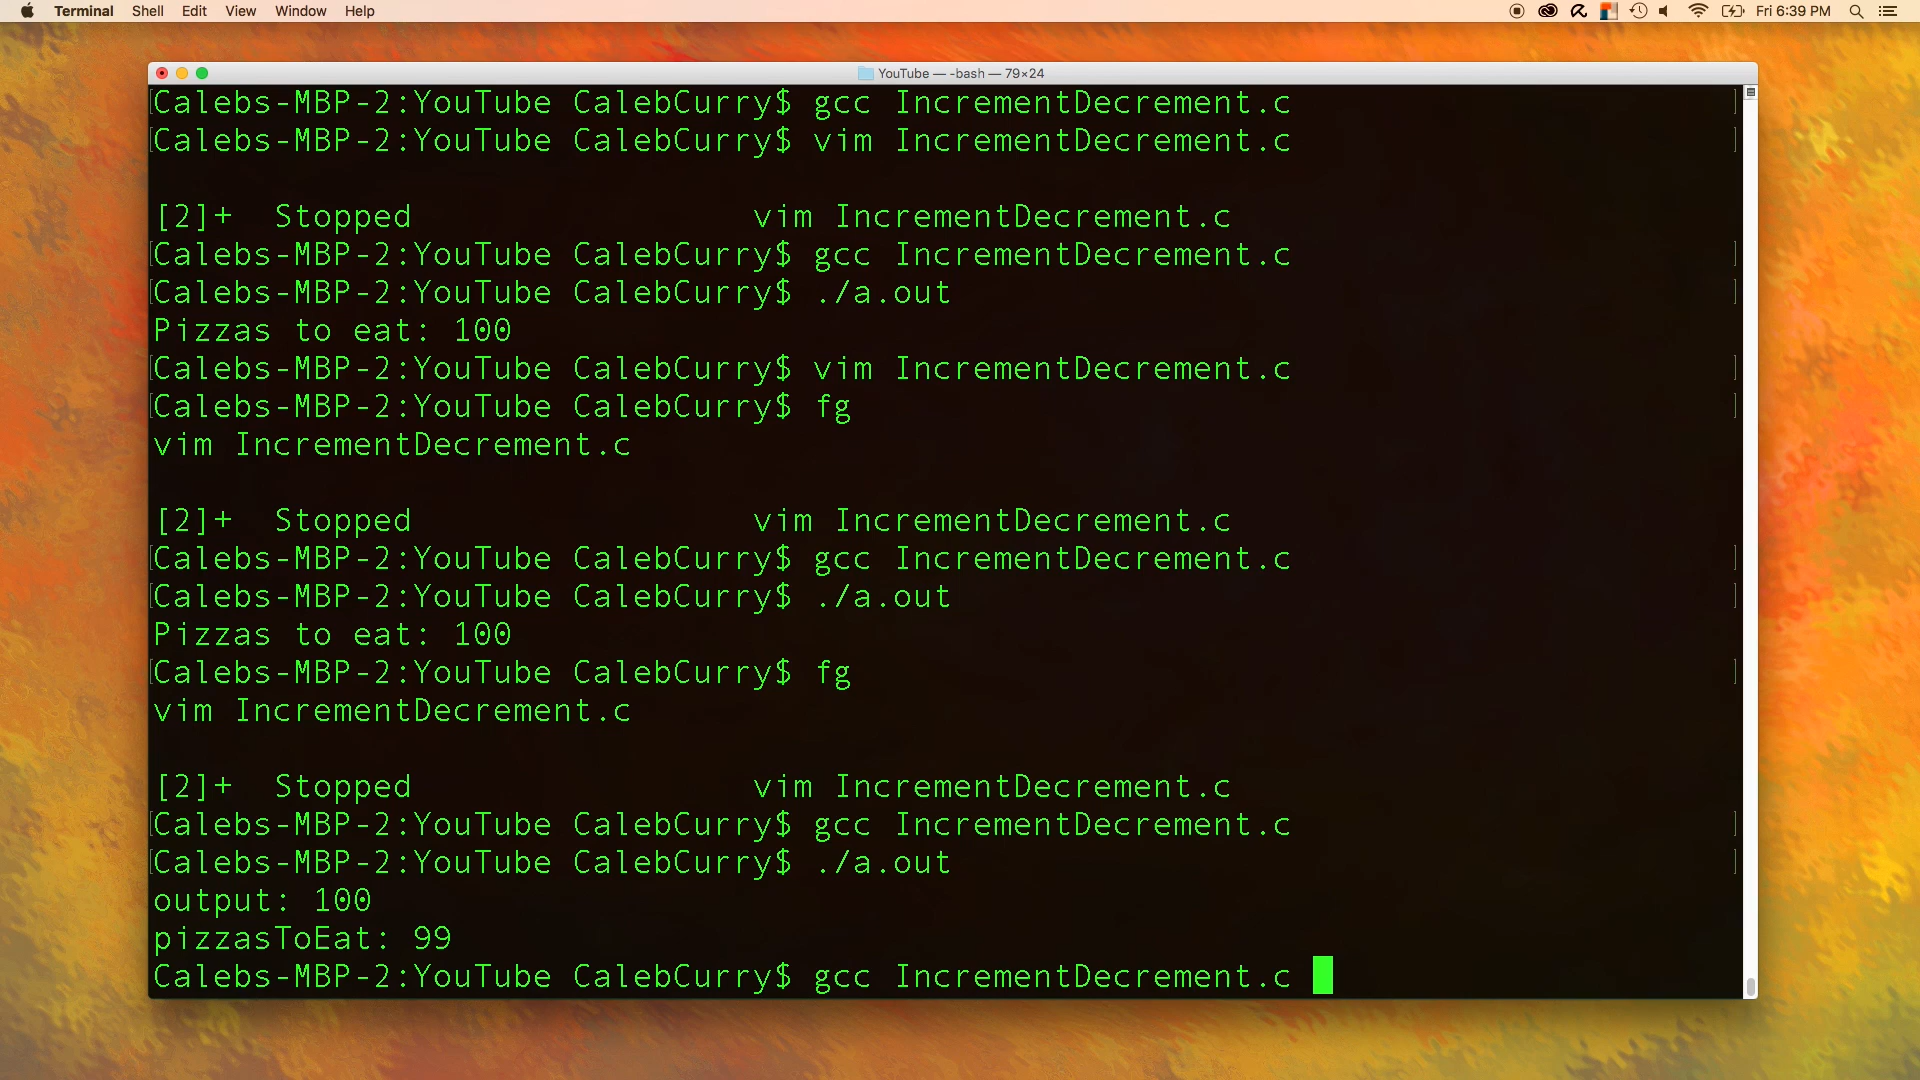 Terminal Shell Edit View Window Help Fri 6:39 PM
YouTube — -bash — 79×24
Calebs-MBP-2:YouTube CalebCurry$ gcc IncrementDecrement.c
Calebs-MBP-2:YouTube CalebCurry$ vim IncrementDecrement.c
[2]+ Stopped vim IncrementDecrement.c
Calebs-MBP-2:YouTube CalebCurry$ gcc IncrementDecrement.c
Calebs-MBP-2:YouTube CalebCurry$ ./a.out
Pizzas to eat: 100
Calebs-MBP-2:YouTube CalebCurry$ vim IncrementDecrement.c
Calebs-MBP-2:YouTube CalebCurry$ fg
vim IncrementDecrement.c
[2]+ Stopped vim IncrementDecrement.c
Calebs-MBP-2:YouTube CalebCurry$ gcc IncrementDecrement.c
Calebs-MBP-2:YouTube CalebCurry$ ./a.out
Pizzas to eat: 100
Calebs-MBP-2:YouTube CalebCurry$ fg
vim IncrementDecrement.c
[2]+ Stopped vim IncrementDecrement.c
Calebs-MBP-2:YouTube CalebCurry$ gcc IncrementDecrement.c
Calebs-MBP-2:YouTube CalebCurry$ ./a.out
output: 100
pizzasToEat: 99
Calebs-MBP-2:YouTube CalebCurry$ gcc IncrementDecrement.c